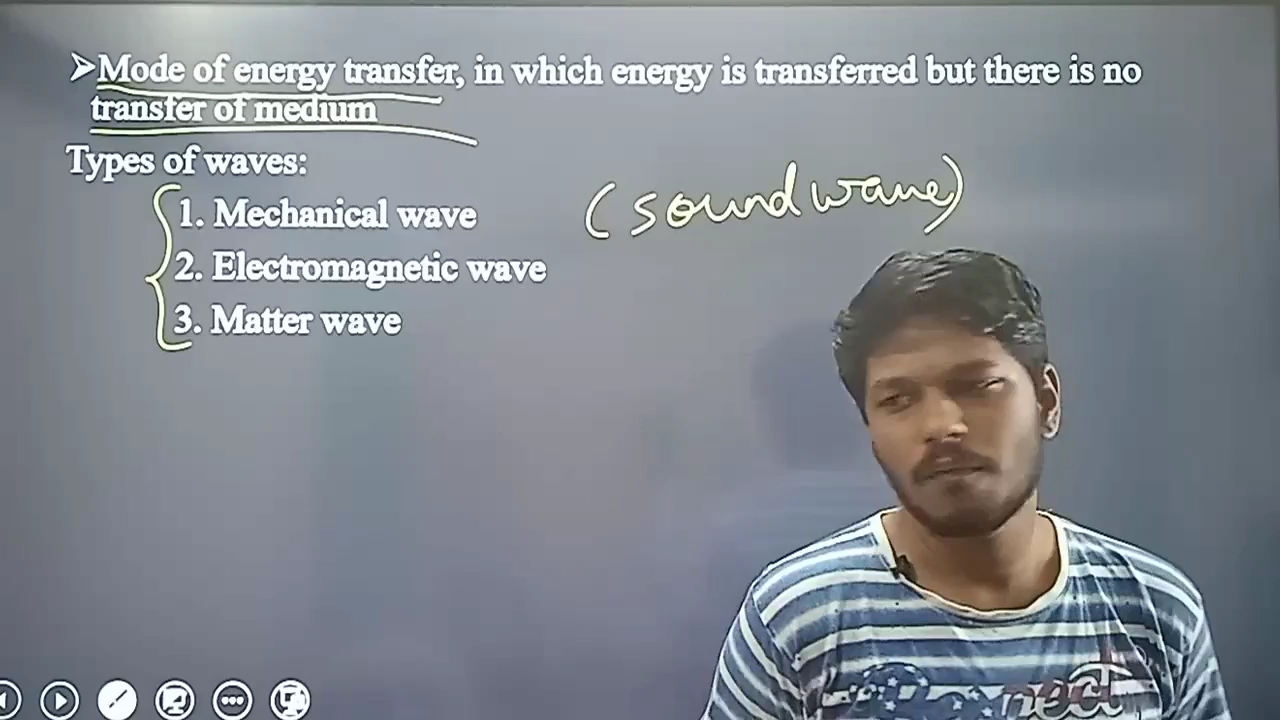 ➤Mode of energy transfer, in which energy is transferred but there is no
transfer of medium
Types of waves:
1. Mechanical wave (sound wave)
2. Electromagnetic wave
3. Matter wave